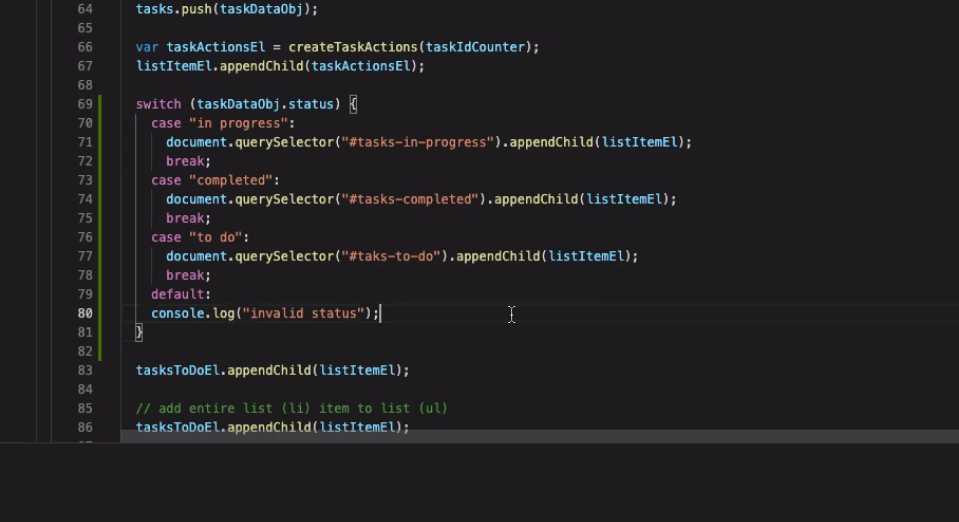 64 tasks.push(taskDataObj);
65
66 var taskActionsEl = createTaskActions(taskIdCounter);
67 listItemEl.appendChild(taskActionsEl);
68
69 switch (taskDataObj.status) {
70 case "in progress":
71 document.querySelector("#tasks-in-progress").appendChild(listItemEl);
72 break;
73 case "completed":
74 document.querySelector("#tasks-completed").appendChild(listItemEl);
75 break;
76 case "to do":
77 document.querySelector("#taks-to-do").appendChild(listItemEl);
78 break;
79 default:
80 console.log("invalid status");
81 }
82
83 tasksToDoEl.appendChild(listItemEl);
84
85 // add entire list (li) item to list (ul)
86 tasksToDoEl.appendChild(listItemEl);